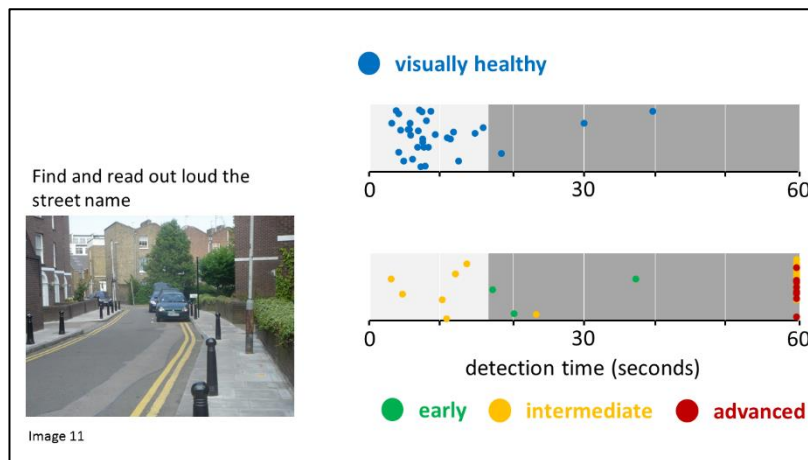 visually healthy
0 30 60
Find and read out loud the
street name
0 30 60
detection time (seconds)
early intermediate advanced
Image 11